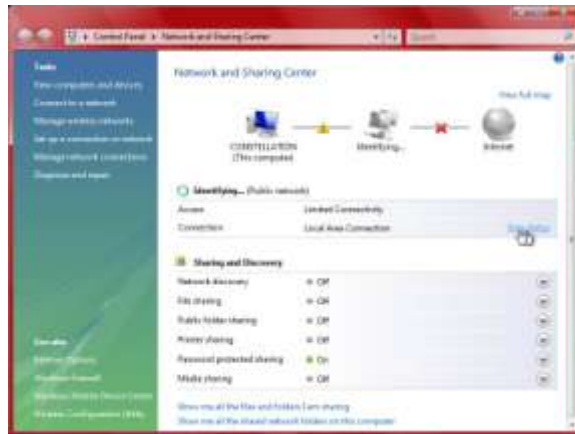 Control Panel ▸ Network and Sharing Center
Search
Tasks
View computers and devices
Connect to a network
Manage wireless networks
Set up a connection or network
Manage network connections
Diagnose and repair
Network and Sharing Center
View full map
CONSTELLATION
(This computer)
Identifying...
Internet
Identifying... (Public network)
Access
Limited Connectivity
Connection
Local Area Connection
View status
Sharing and Discovery
Network discovery
Off
File sharing
Off
Public folder sharing
Off
Printer sharing
Off
Password protected sharing
On
Media sharing
Off
Show me all the files and folders I am sharing
Show me all the shared network folders on this computer
See also
Internet Options
Windows Firewall